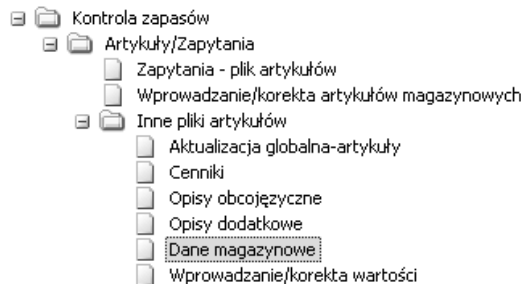 Kontrola zapasów
Artykuły/Zapytania
Zapytania - plik artykułów
Wprowadzanie/korekta artykułów magazynowych
Inne pliki artykułów
Aktualizacja globalna-artykuły
Cenniki
Opisy obcojęzyczne
Opisy dodatkowe
Dane magazynowe
Wprowadzanie/korekta wartości